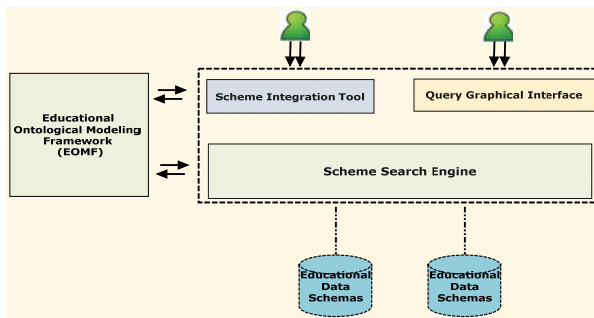 Educational
Ontological Modeling
Framework
(EOMF)
Scheme Integration Tool
Query Graphical Interface
Scheme Search Engine
Educational
Data
Schemas
Educational
Data
Schemas